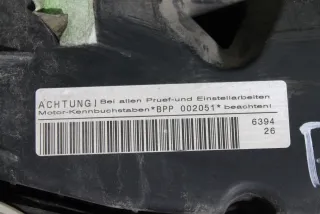 ACHTUNG! Bei allen Pruef-und Einstellarbeiten
Motor-Kennbuchstaben*BPP 002051*beachten!
6394
26